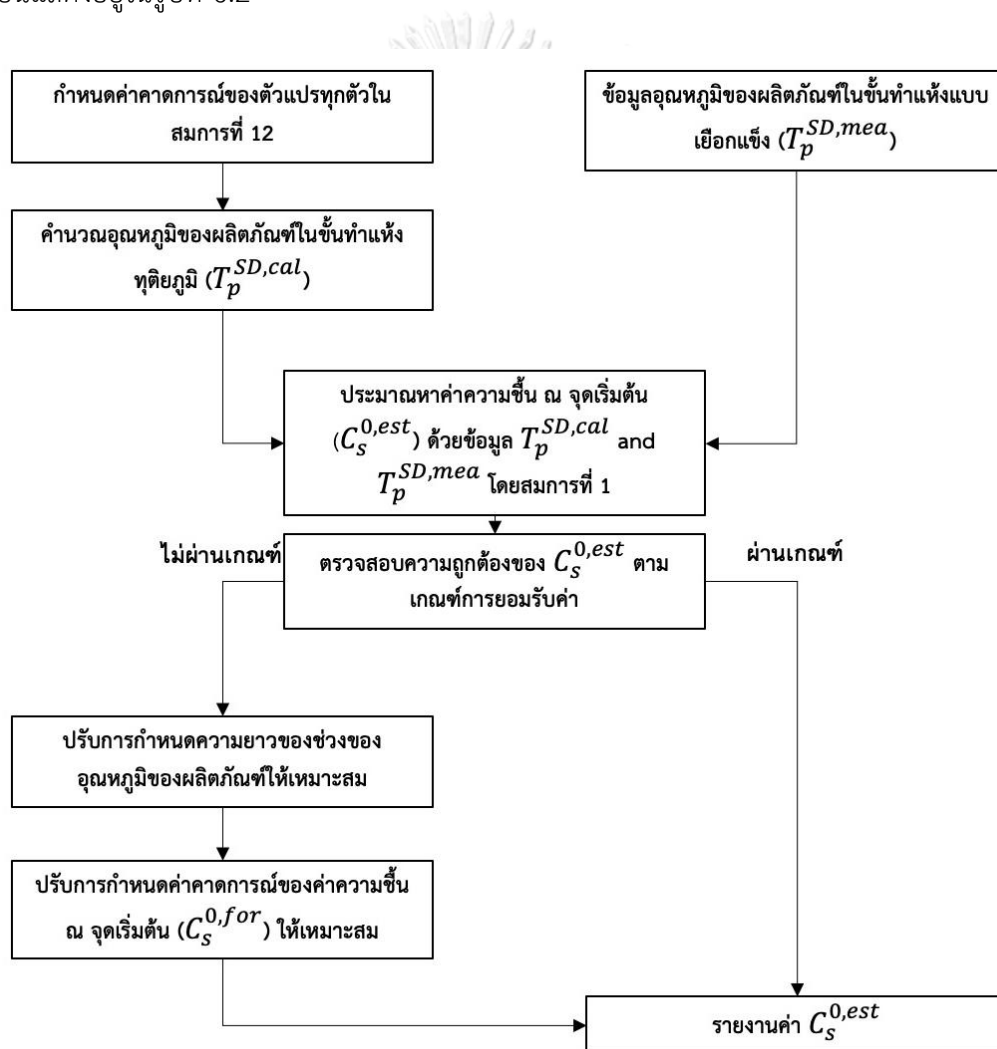 กำหนดค่าคาดการณ์ของตัวแปรทุกตัวใน
สมการที่ 12
ข้อมูลอุณหภูมิของผลิตภัณฑ์ในขั้นทำแห้งแบบ
เยือกแข็ง (T_p^{SD,mea})
คำนวณอุณหภูมิของผลิตภัณฑ์ในขั้นทำแห้ง
ทุติยภูมิ (T_p^{SD,cal})
ประมาณหาค่าความชื้น ณ จุดเริ่มต้น
(C_s^{0,est}) ด้วยข้อมูล T_p^{SD,cal} and
T_p^{SD,mea} โดยสมการที่ 1
ไม่ผ่านเกณฑ์
ผ่านเกณฑ์
ตรวจสอบความถูกต้องของ C_s^{0,est} ตาม
เกณฑ์การยอมรับค่า
ปรับการกำหนดความยาวของช่วงของ
อุณหภูมิของผลิตภัณฑ์ให้เหมาะสม
ปรับการกำหนดค่าคาดการณ์ของค่าความชื้น
ณ จุดเริ่มต้น (C_s^{0,for}) ให้เหมาะสม
รายงานค่า C_s^{0,est}